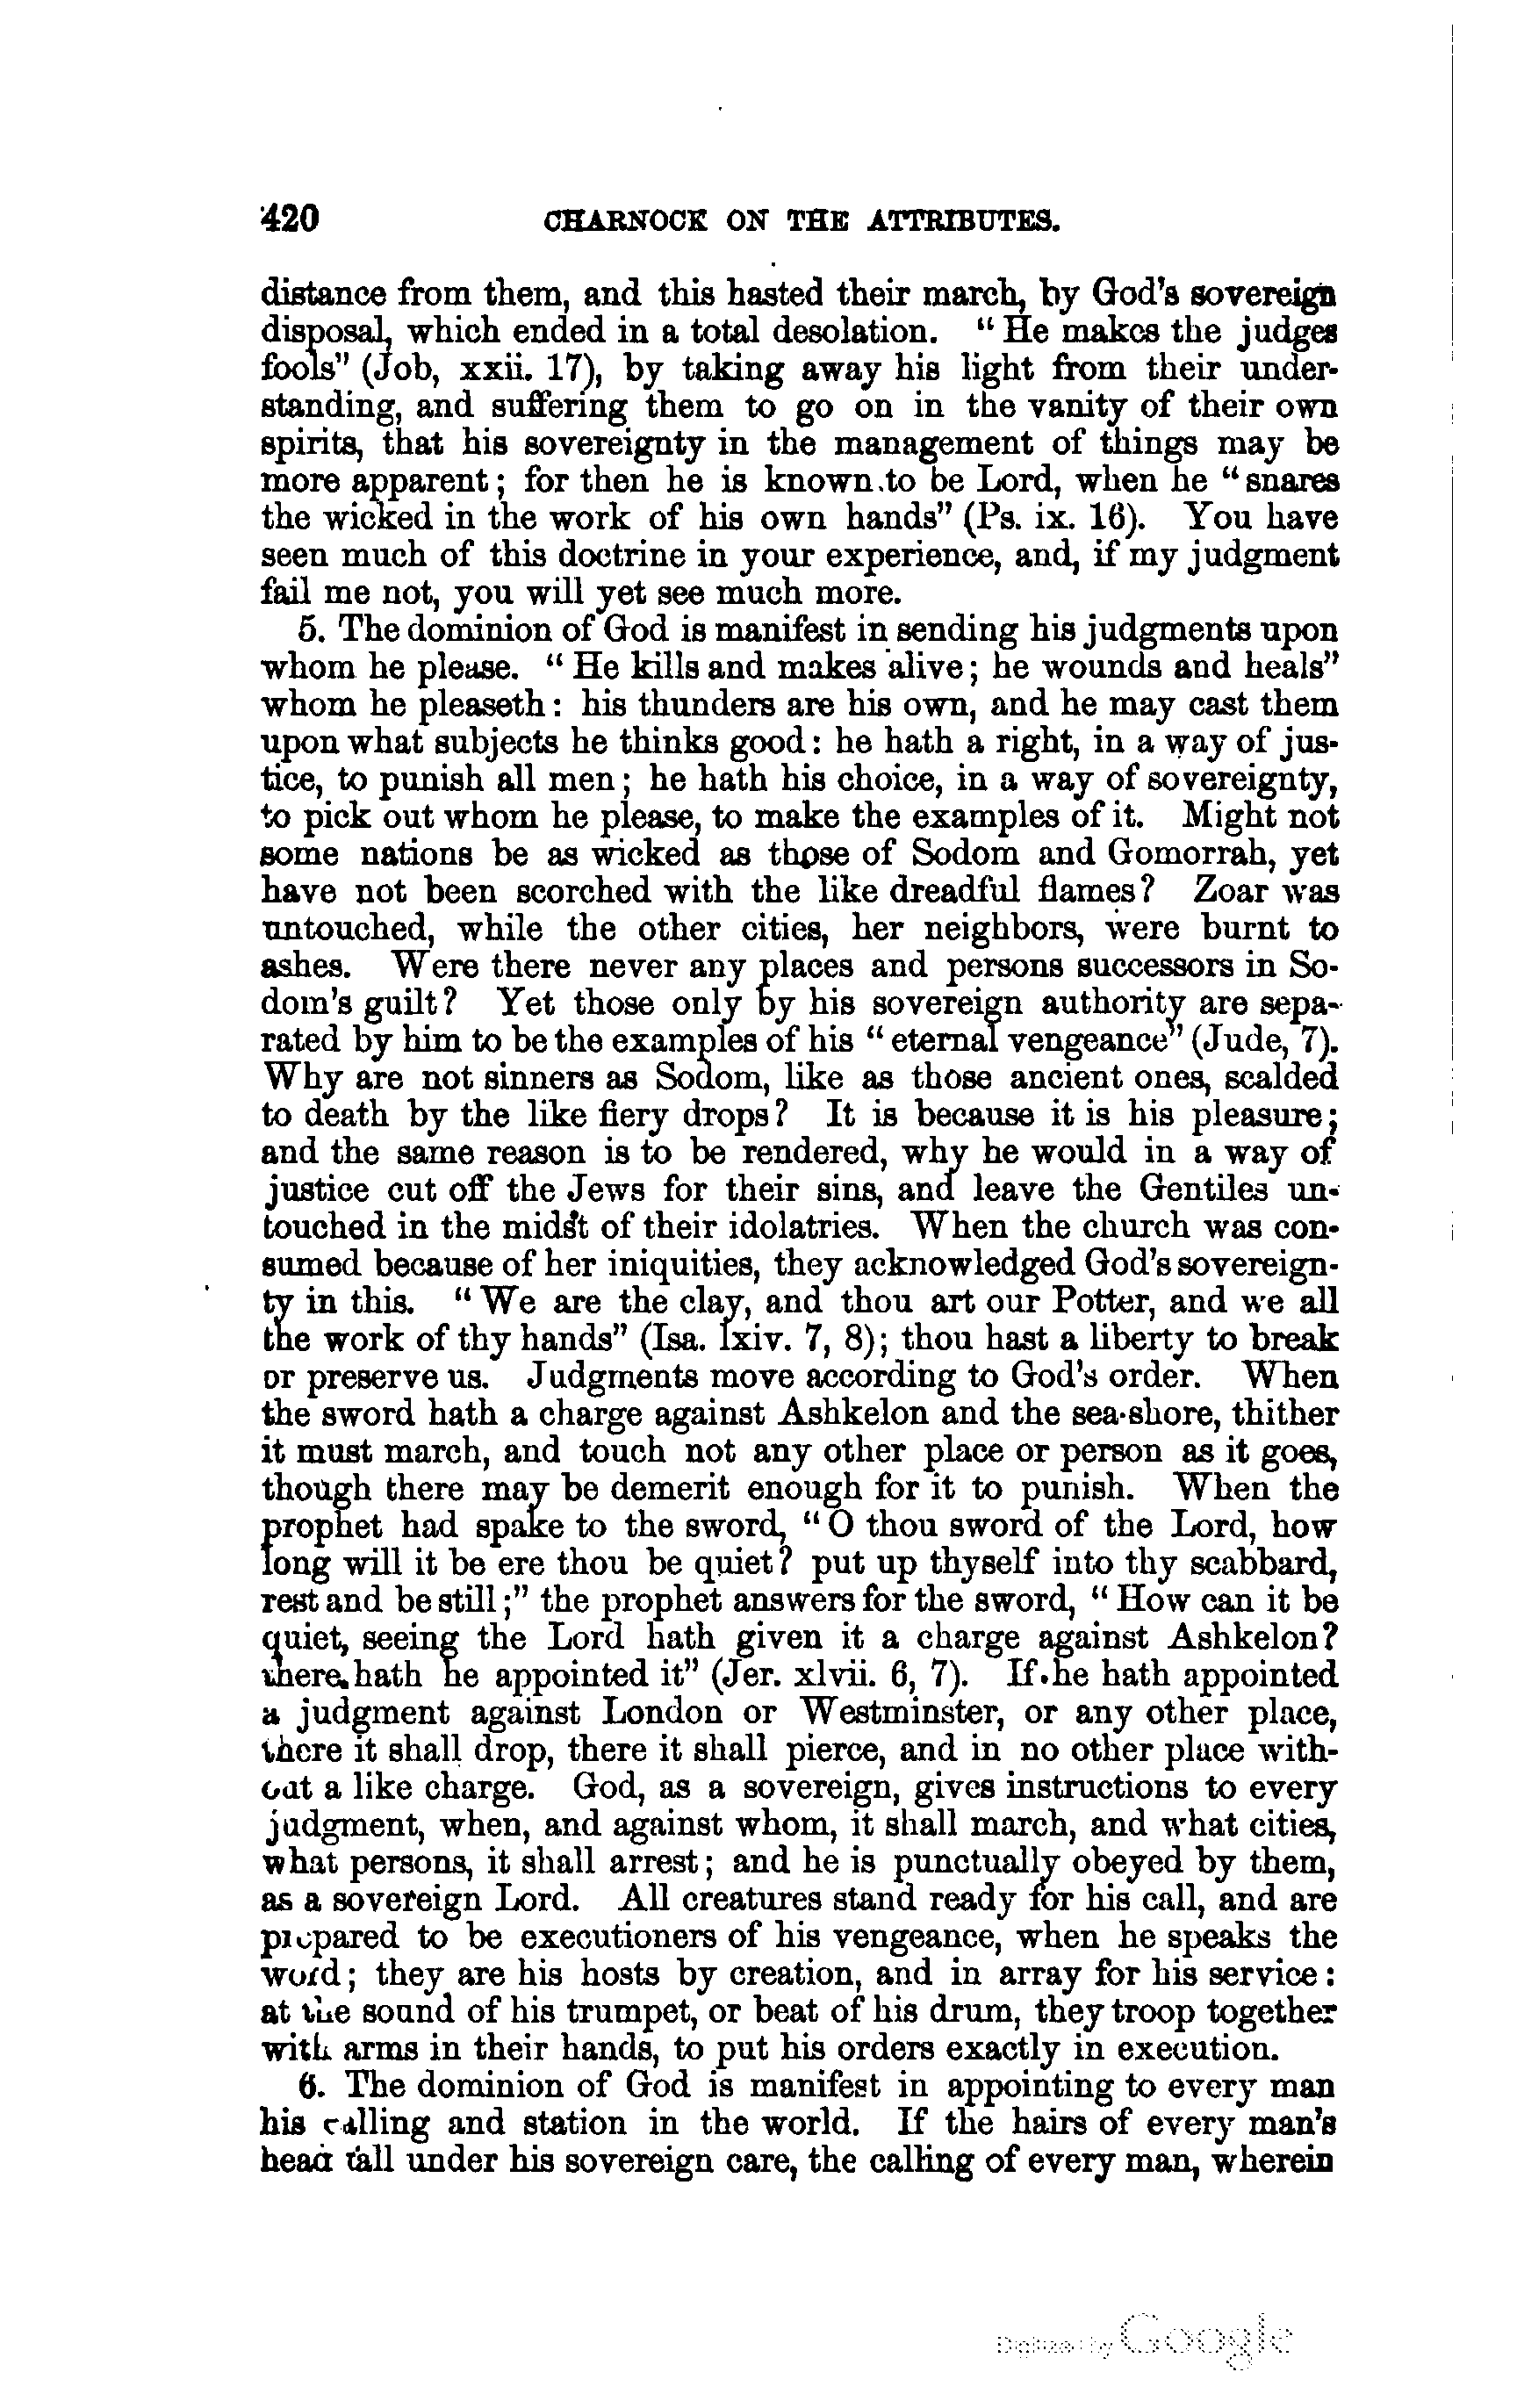 420 CHARNOCK ON THE ATTRIBUTES.
distance from them, and this hasted their march, by God's sovereign
disposal, which ended in a total desolation. "He makes the judges
fools" (Job, xxii. 17), by taking away his light from their under-
standing, and suffering them to go on in the vanity of their own
spirits, that his sovereignty in the management of things may be
more apparent; for then he is known to be Lord, when he "snares
the wicked in the work of his own hands" (Ps. ix. 16). You have
seen much of this doctrine in your experience, and, if my judgment
fail me not, you will yet see much more.
5. The dominion of God is manifest in sending his judgments upon
whom he please. "He kills and makes alive; he wounds and heals"
whom he pleaseth: his thunders are his own, and he may cast them
upon what subjects he thinks good: he hath a right, in a way of jus-
tice, to punish all men; he hath his choice, in a way of sovereignty,
to pick out whom he please, to make the examples of it. Might not
some nations be as wicked as those of Sodom and Gomorrah, yet
have not been scorched with the like dreadful flames? Zoar was
untouched, while the other cities, her neighbors, were burnt to
ashes. Were there never any places and persons successors in So-
dom's guilt? Yet those only by his sovereign authority are sepa-
rated by him to be the examples of his "eternal vengeance" (Jude, 7).
Why are not sinners as Sodom, like as those ancient ones, scalded
to death by the like fiery drops? It is because it is his pleasure;
and the same reason is to be rendered, why he would in a way of
justice cut off the Jews for their sins, and leave the Gentiles un-
touched in the midst of their idolatries. When the church was con-
sumed because of her iniquities, they acknowledged God's sovereign-
ty in this. "We are the clay, and thou art our Potter, and we all
the work of thy hands" (Isa. lxiv. 7, 8); thou hast a liberty to break
or preserve us. Judgments move according to God's order. When
the sword hath a charge against Ashkelon and the sea-shore, thither
it must march, and touch not any other place or person as it goes,
though there may be demerit enough for it to punish. When the
prophet had spake to the sword, "O thou sword of the Lord, how
long will it be ere thou be quiet? put up thyself into thy scabbard,
rest and be still;" the prophet answers for the sword, "How can it be
quiet, seeing the Lord hath given it a charge against Ashkelon?
there hath he appointed it" (Jer. xlvii. 6, 7). If he hath appointed
a judgment against London or Westminster, or any other place,
there it shall drop, there it shall pierce, and in no other place with-
out a like charge. God, as a sovereign, gives instructions to every
judgment, when, and against whom, it shall march, and what cities,
what persons, it shall arrest; and he is punctually obeyed by them,
as a sovereign Lord. All creatures stand ready for his call, and are
prepared to be executioners of his vengeance, when he speaks the
word; they are his hosts by creation, and in array for his service:
at the sound of his trumpet, or beat of his drum, they troop together
with arms in their hands, to put his orders exactly in execution.
6. The dominion of God is manifest in appointing to every man
his calling and station in the world. If the hairs of every man's
head fall under his sovereign care, the calling of every man, wherein
Digitized by Google